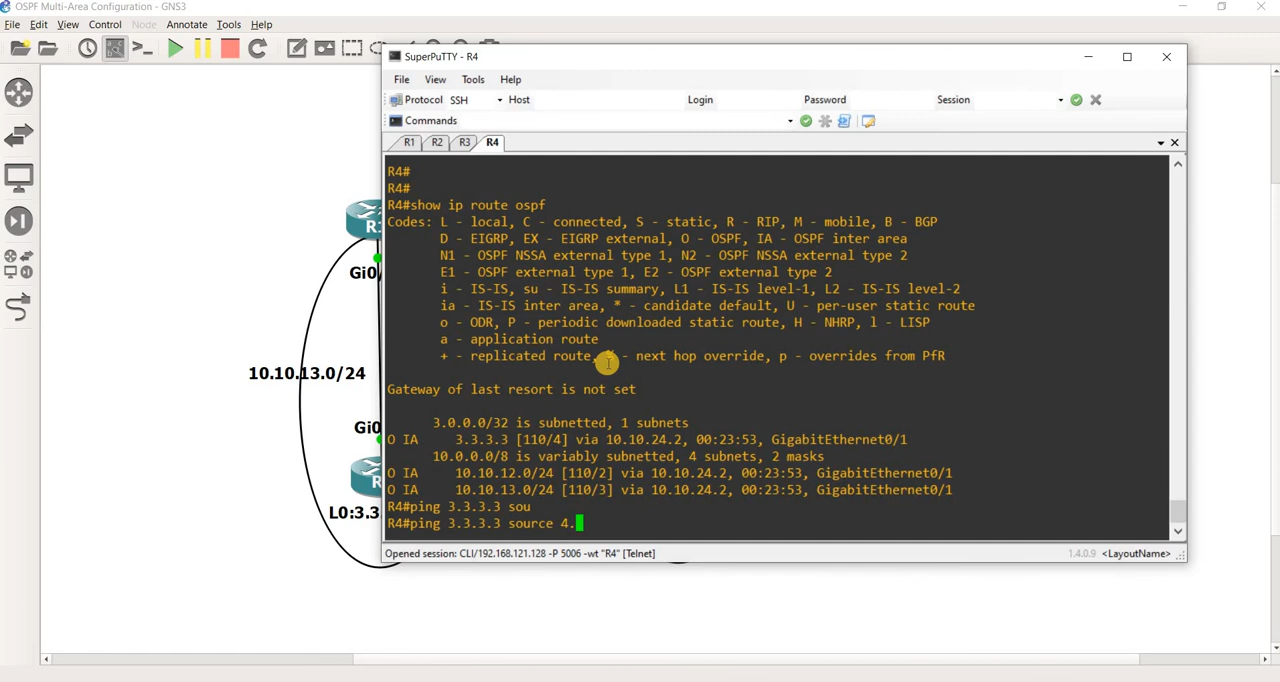 OSPF Multi-Area Configuration - GNS3
File Edit View Control Node Annotate Tools Help
SuperPuTTY - R4
File View Tools Help
Protocol SSH Host Login Password Session
Commands
R1 R2 R3 R4
R4#
R4#
R4#show ip route ospf
Codes: L - local, C - connected, S - static, R - RIP, M - mobile, B - BGP
D - EIGRP, EX - EIGRP external, O - OSPF, IA - OSPF inter area
N1 - OSPF NSSA external type 1, N2 - OSPF NSSA external type 2
E1 - OSPF external type 1, E2 - OSPF external type 2
i - IS-IS, su - IS-IS summary, L1 - IS-IS level-1, L2 - IS-IS level-2
ia - IS-IS inter area, * - candidate default, U - per-user static route
o - ODR, P - periodic downloaded static route, H - NHRP, l - LISP
a - application route
+ - replicated route, - next hop override, p - overrides from PfR
Gateway of last resort is not set
3.0.0.0/32 is subnetted, 1 subnets
O IA 3.3.3.3 [110/4] via 10.10.24.2, 00:23:53, GigabitEthernet0/1
10.0.0.0/8 is variably subnetted, 4 subnets, 2 masks
O IA 10.10.12.0/24 [110/2] via 10.10.24.2, 00:23:53, GigabitEthernet0/1
O IA 10.10.13.0/24 [110/3] via 10.10.24.2, 00:23:53, GigabitEthernet0/1
R4#ping 3.3.3.3 sou
R4#ping 3.3.3.3 source 4.
Opened session: CLI/192.168.121.128 -P 5006 -wt "R4" [Telnet]
1.4.0.9 <LayoutName>
R
Gi0/
10.10.13.0/24
Gi0
R
L0:3.3